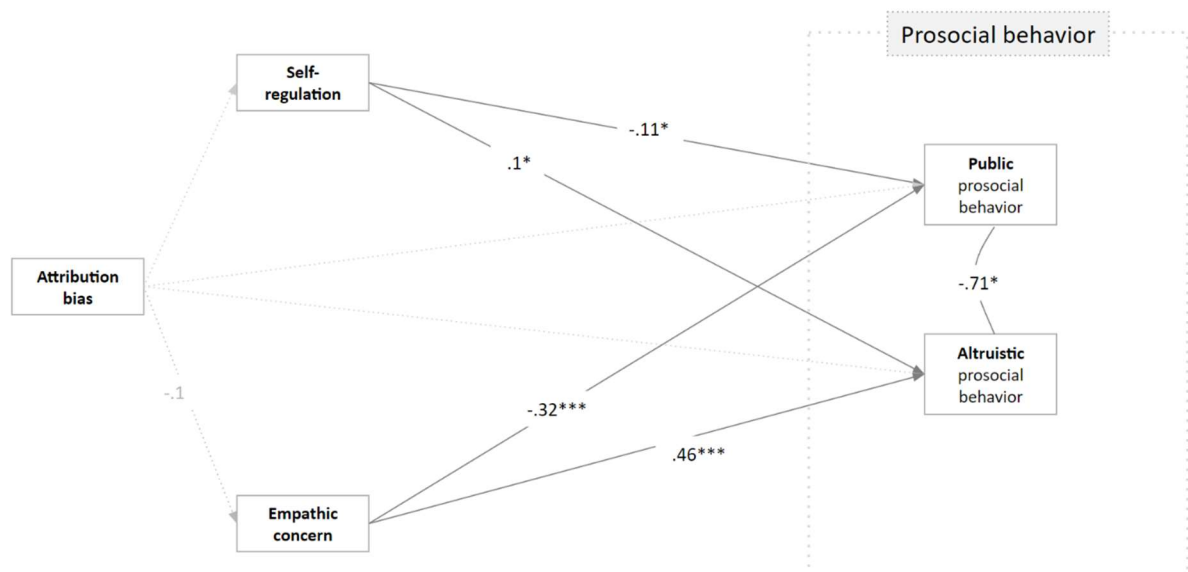 Prosocial behavior
Self-
regulation
-.11*
.1*
Public
prosocial
behavior
Attribution
bias
-.71*
Altruistic
prosocial
behavior
-.1
-.32***
.46***
Empathic
concern